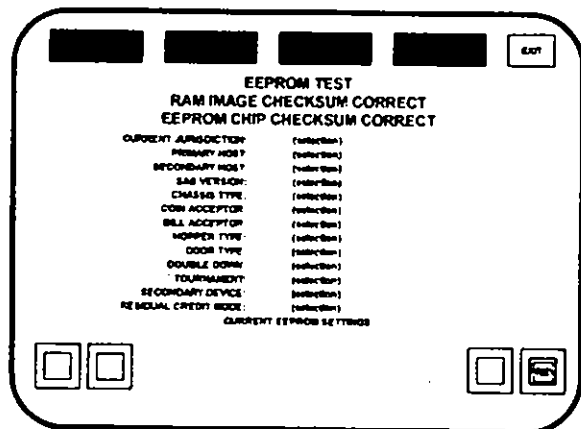 EXIT
EEPROM TEST
RAM IMAGE CHECKSUM CORRECT
EEPROM CHIP CHECKSUM CORRECT
CURRENT JURISDICTION: (selection)
PRIMARY HOST: (selection)
SECONDARY HOST: (selection)
SAS VERSION: (selection)
CHASSIS TYPE: (selection)
COIN ACCEPTOR: (selection)
BILL ACCEPTOR: (selection)
HOPPER TYPE: (selection)
DOOR TYPE: (selection)
DOUBLE DOWN: (selection)
TOURNAMENT: (selection)
SECONDARY DEVICE: (selection)
RESIDUAL CREDIT MODE: (selection)
CURRENT EEPROM SETTINGS